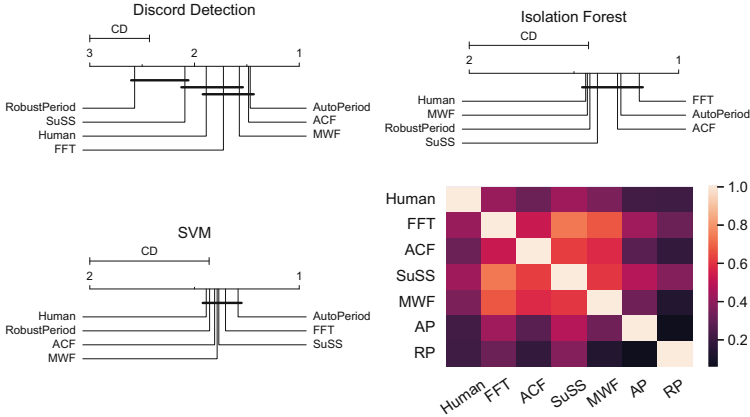 Discord Detection
CD
3 2 1
RobustPeriod
SuSS
Human
FFT
AutoPeriod
ACF
MWF
Isolation Forest
CD
2 1
Human
MWF
RobustPeriod
SuSS
FFT
AutoPeriod
ACF
SVM
CD
2 1
Human
RobustPeriod
ACF
MWF
AutoPeriod
FFT
SuSS
Human
FFT
ACF
SuSS
MWF
AP
RP
Human FFT ACF SuSS MWF AP RP
1.0
0.8
0.6
0.4
0.2